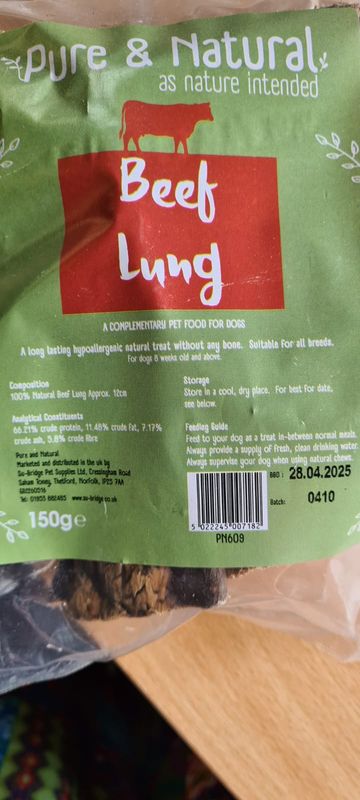 Pure & Natural
as nature intended
Beef
Lung
A COMPLEMENTARY PET FOOD FOR DOGS
A long lasting hypoallergenic natural treat without any bone. Suitable for all breeds.
For dogs 8 weeks old and above.
Composition
100% Natural Beef Lung Approx. 12cm
Analytical Constituents
66.21% crude protein, 11.48% crude fat, 7.17%
crude ash, 5.8% crude fibre
Pure and Natural
Marketed and distributed in the uk by
Su-Bridge Pet Supplies Ltd, Cressingham Road
Saham Toney, Thetford, Norfolk, IP25 7AA
Tel: 01953 882485 www.su-bridge.co.uk
150g e
Storage
Store in a cool, dry place. For best for date,
see below.
Feeding Guide
Feed to your dog as a treat in-between normal meals.
Always provide a supply of fresh, clean drinking water.
Always supervise your dog when using natural chews.
BBD: 28.04.2025
Batch: 0410
5 022245 007182
PN609